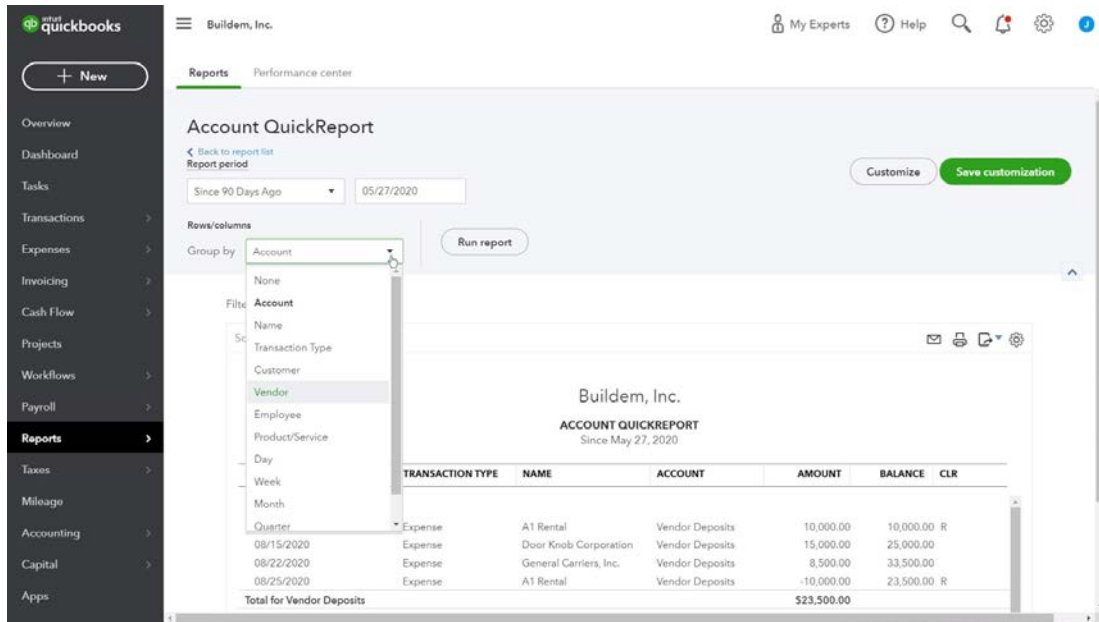 intuit
quickbooks
Buildem, Inc.
My Experts
Help
J
+ New
Reports
Performance center
Overview
Dashboard
Tasks
Transactions
Expenses
Invoicing
Cash Flow
Projects
Workflows
Payroll
Reports
Taxes
Mileage
Accounting
Capital
Apps
Account QuickReport
Back to report list
Report period
Since 90 Days Ago
05/27/2020
Customize
Save customization
Rows/columns
Group by
Account
Run report
None
Account
Name
Transaction Type
Customer
Vendor
Employee
Product/Service
Day
Week
Month
Quarter
Buildem, Inc.
ACCOUNT QUICKREPORT
Since May 27, 2020
TRANSACTION TYPE NAME ACCOUNT AMOUNT BALANCE CLR
Expense A1 Rental Vendor Deposits 10,000.00 10,000.00 R
08/15/2020 Expense Door Knob Corporation Vendor Deposits 15,000.00 25,000.00
08/22/2020 Expense General Carriers, Inc. Vendor Deposits 8,500.00 33,500.00
08/25/2020 Expense A1 Rental Vendor Deposits -10,000.00 23,500.00 R
Total for Vendor Deposits $23,500.00